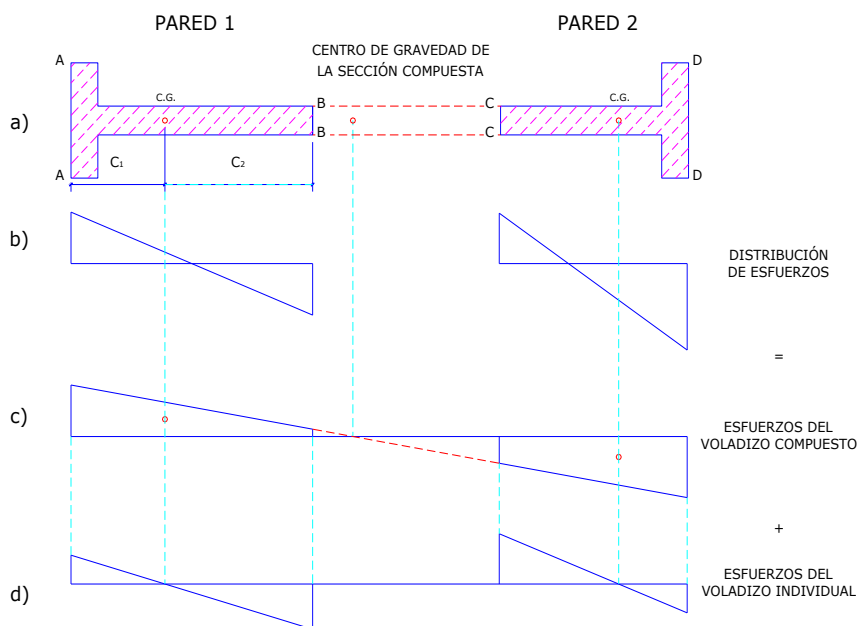 PARED 1
PARED 2
CENTRO DE GRAVEDAD DE
LA SECCIÓN COMPUESTA
A
D
C.G.
C.G.
B
C
a)
B
C
A
D
C1
C2
b)
DISTRIBUCIÓN
DE ESFUERZOS
=
c)
ESFUERZOS DEL
VOLADIZO COMPUESTO
+
d)
ESFUERZOS DEL
VOLADIZO INDIVIDUAL